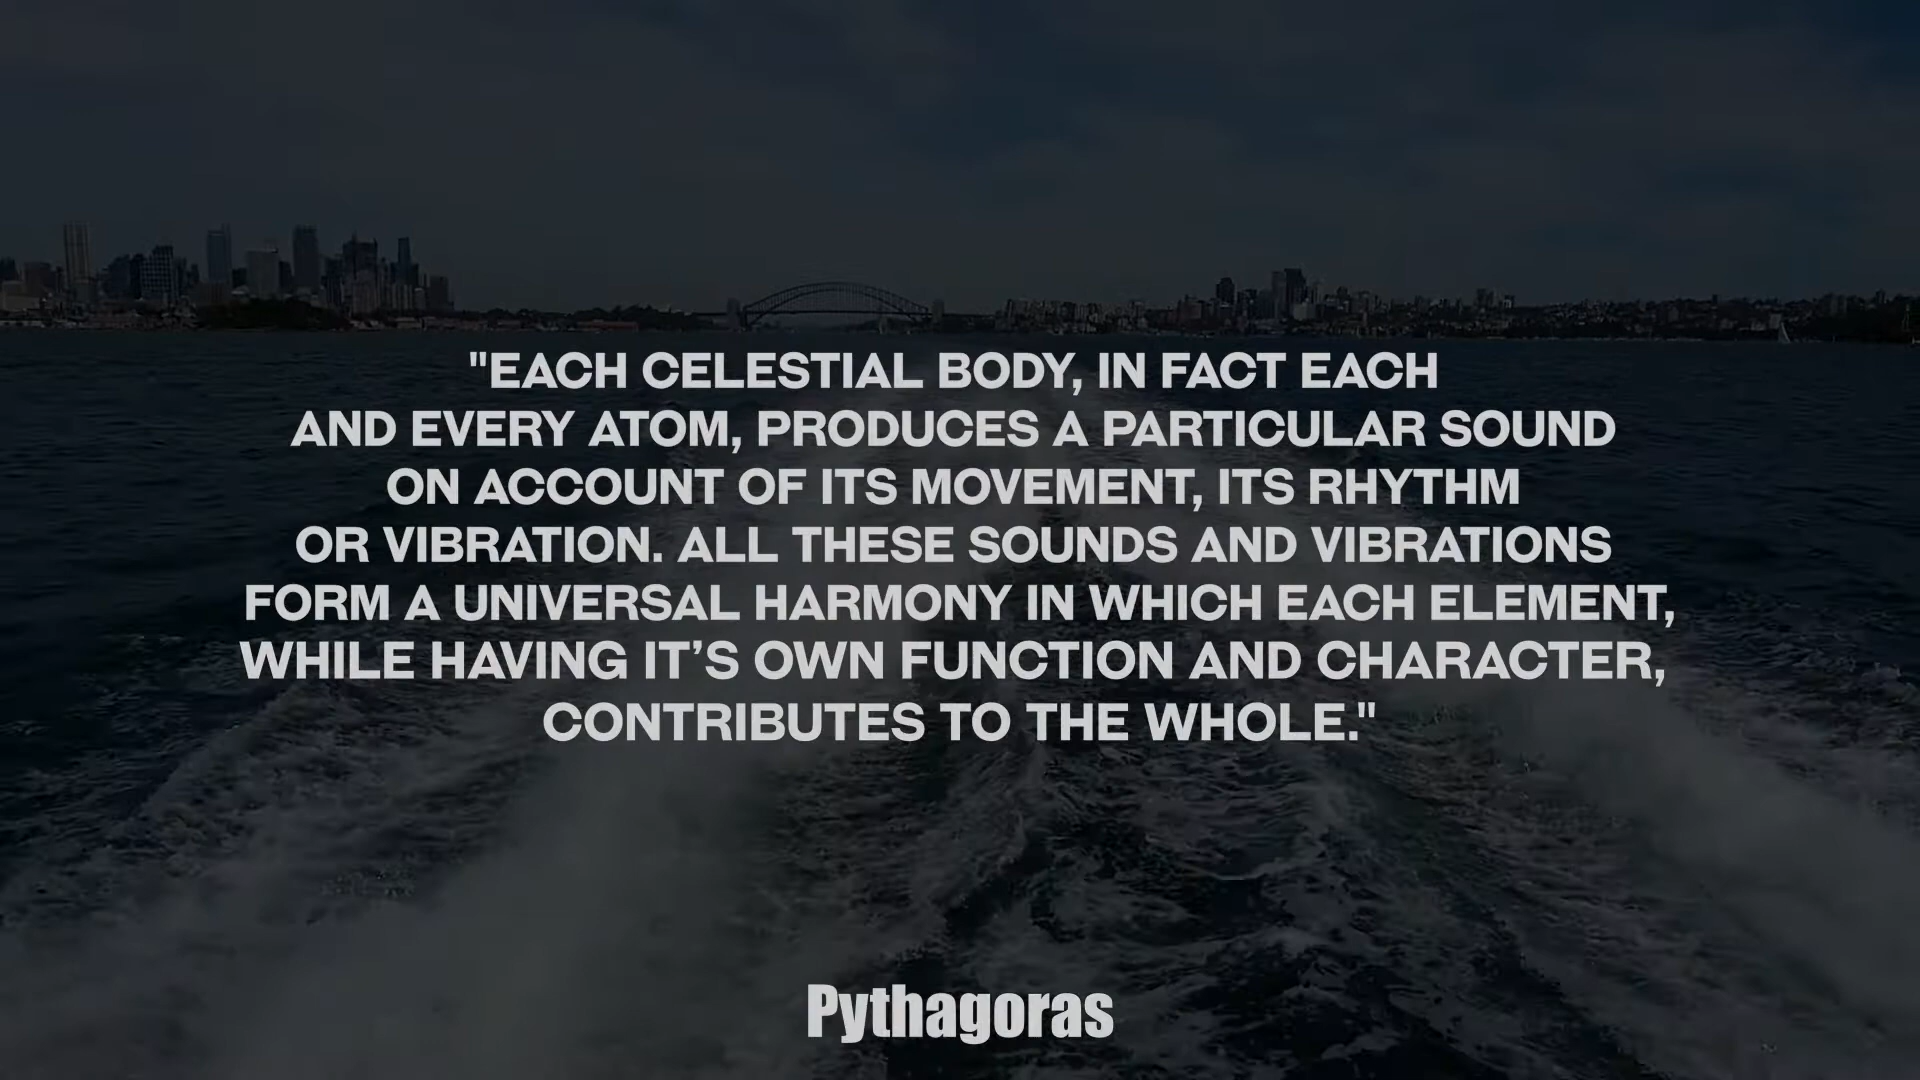 "EACH CELESTIAL BODY, IN FACT EACH
AND EVERY ATOM, PRODUCES A PARTICULAR SOUND
ON ACCOUNT OF ITS MOVEMENT, ITS RHYTHM
OR VIBRATION. ALL THESE SOUNDS AND VIBRATIONS
FORM A UNIVERSAL HARMONY IN WHICH EACH ELEMENT,
WHILE HAVING IT’S OWN FUNCTION AND CHARACTER,
CONTRIBUTES TO THE WHOLE."
Pythagoras